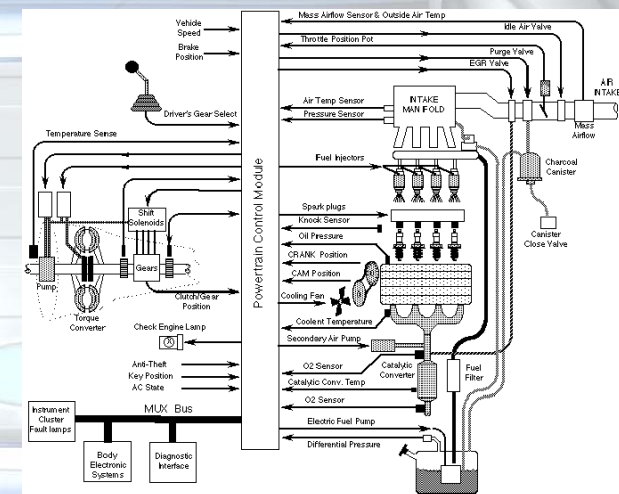 Mass Airflow Sensor & Outside Air Temp
Idle Air Valve
Throttle Position Pot
Purge Valve
EGR Valve
Vehicle
Speed
Brake
Position
Driver's Gear Select
Air Temp Sensor
Pressure Sensor
INTAKE
MANIFOLD
AIR
INTAKE
Mass
Airflow
Temperature Sense
Fuel Injectors
Charcoal
Canister
Canister
Close Valve
Shift
Solenoids
Spark plugs
Knock Sensor
Oil Pressure
CRANK Position
CAM Position
Cooling Fan
Powertrain Control Module
Pump
Gears
Torque
Converter
Clutch/Gear
Position
Coolent Temperature
Check Engine Lamp
Secondary Air Pump
O2 Sensor
Catalytic
Converter
Catalytic Conv. Temp
O2 Sensor
Fuel
Filter
Anti-Theft
Key Position
AC State
MUX Bus
Electric Fuel Pump
Differential Pressure
Instrument
Cluster
Fault lamps
Body
Electronic
Systems
Diagnostic
Interface